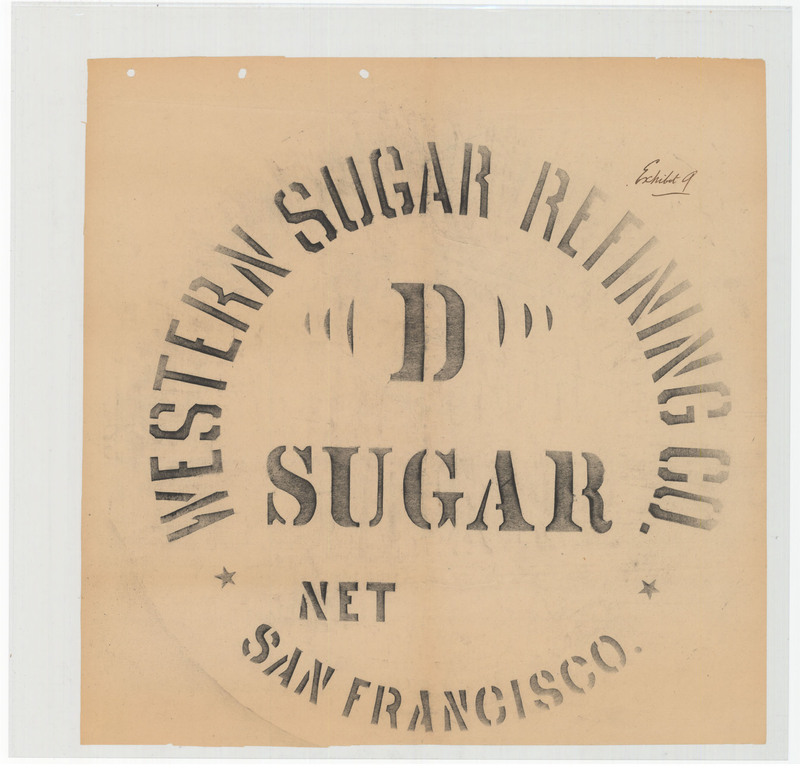 Exhibit 9
WESTERN SUGAR REFINING CO.
D
SUGAR
NET
SAN FRANCISCO.